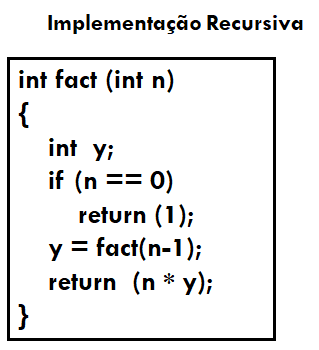 Implementação Recursiva
int fact (int n)
{
int y;
if (n == 0)
return (1);
y = fact(n-1);
return (n * y);
}